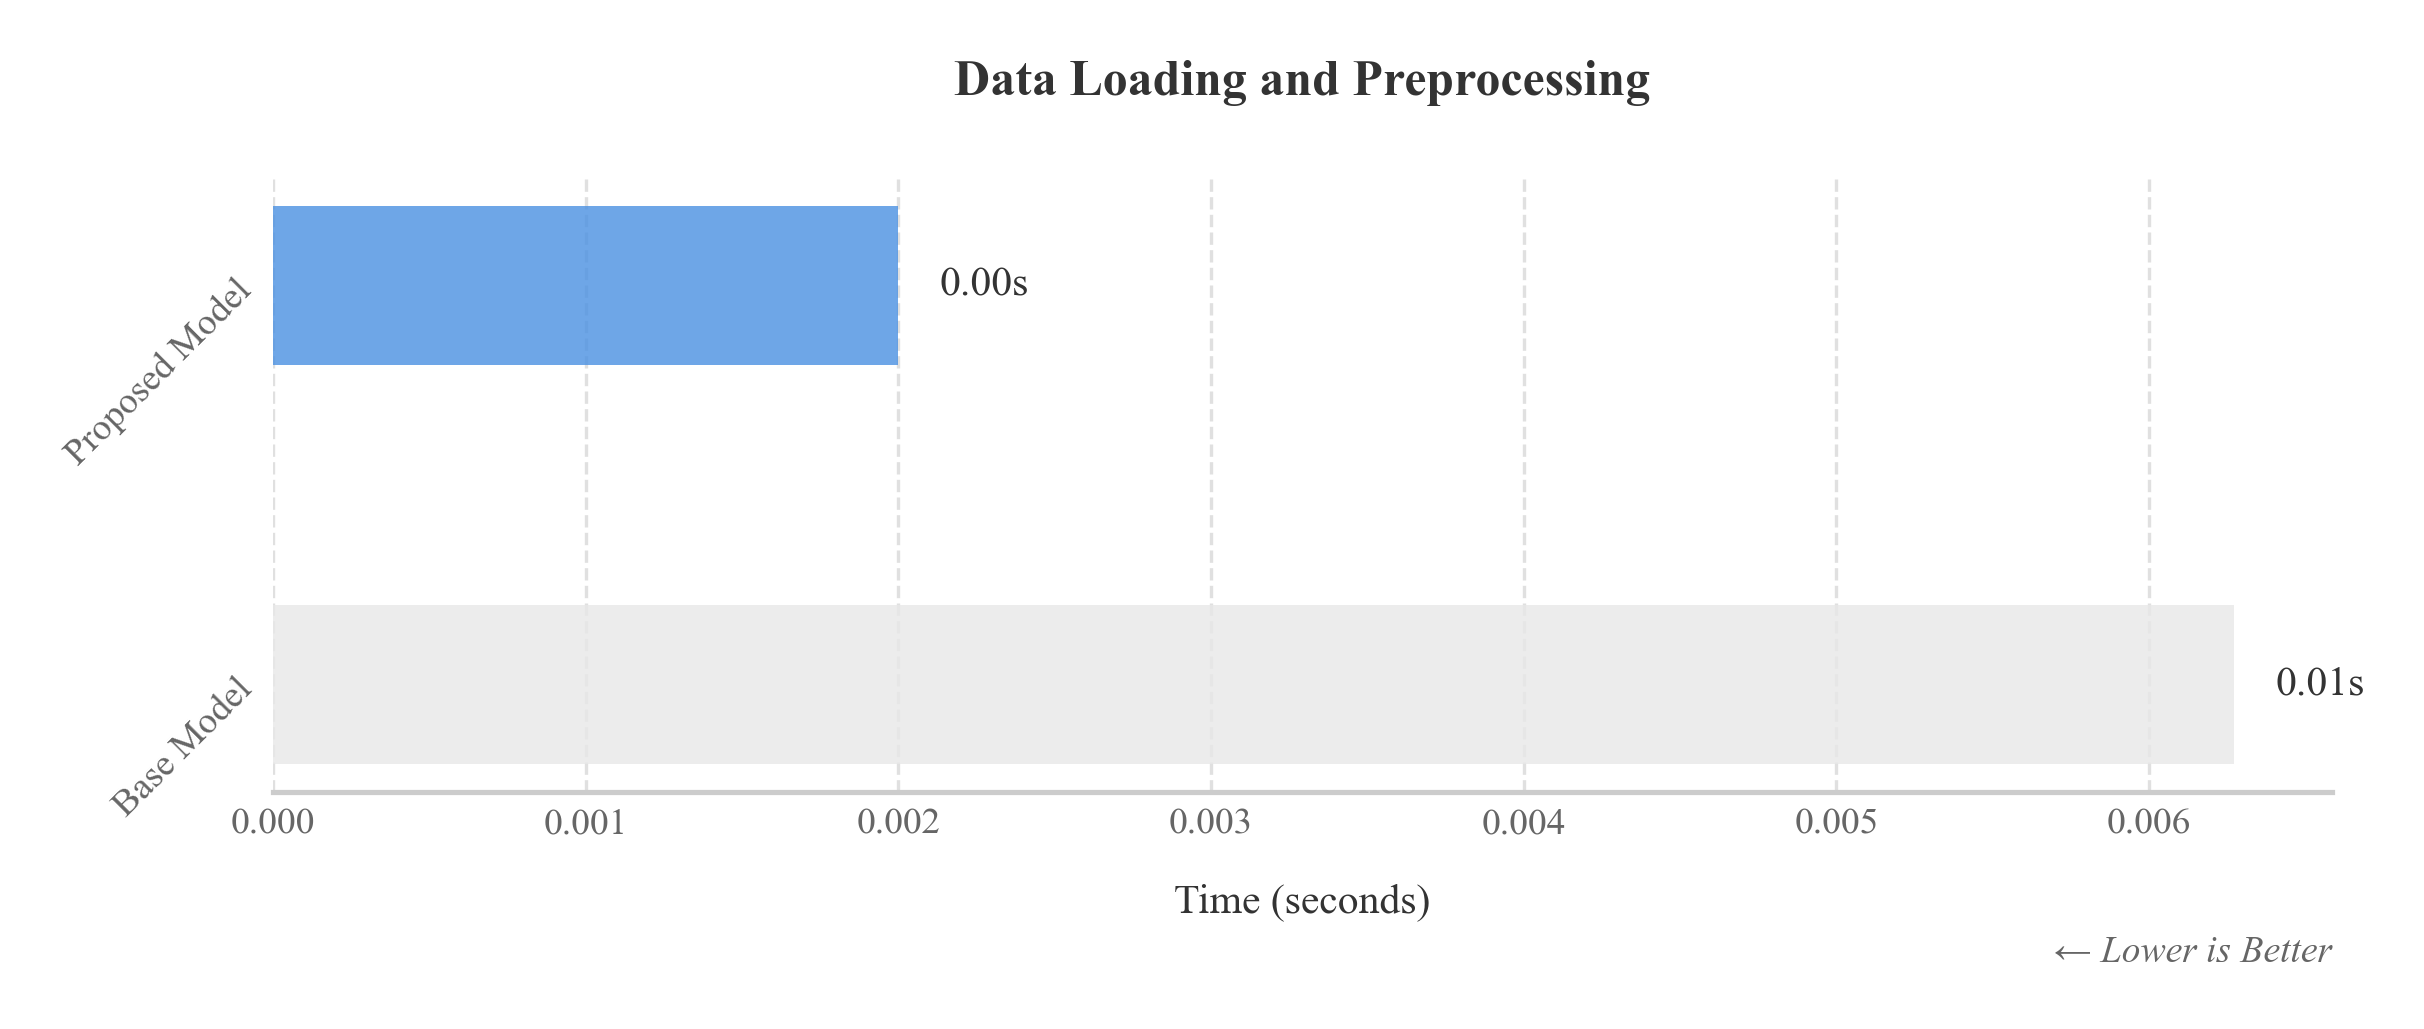 Data Loading and Preprocessing
Proposed Model
0.00s
Base Model
0.01s
0.000 0.001 0.002 0.003 0.004 0.005 0.006
Time (seconds)
← Lower is Better